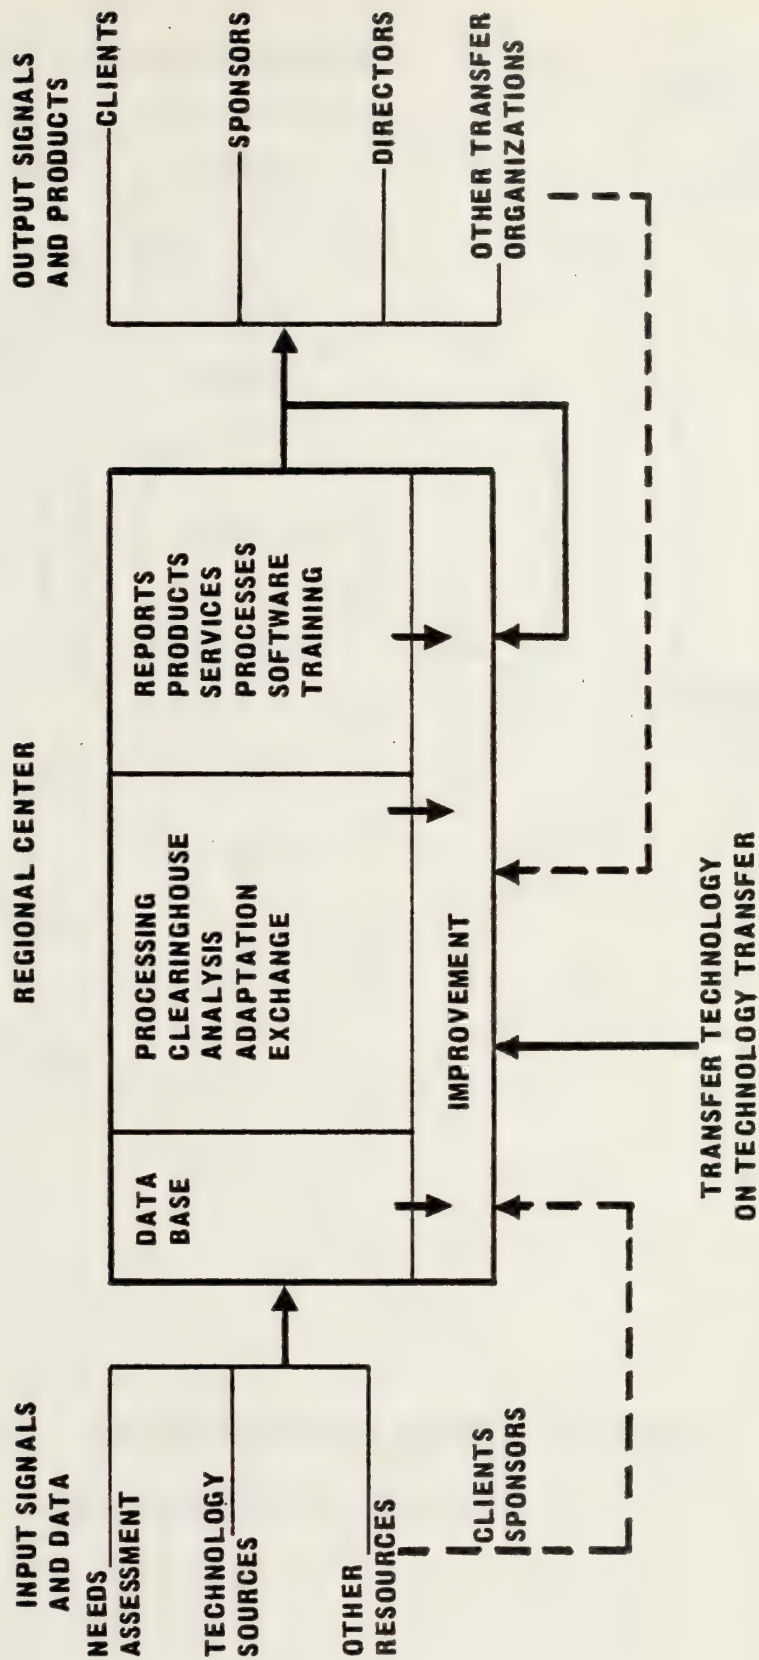 INPUT SIGNALS
AND DATA
NEEDS
ASSESSMENT
TECHNOLOGY
SOURCES
OTHER
RESOURCES
CLIENTS
SPONSORS
REGIONAL CENTER
DATA
BASE
PROCESSING
CLEARINGHOUSE
ANALYSIS
ADAPTATION
EXCHANGE
REPORTS
PRODUCTS
SERVICES
PROCESSES
SOFTWARE
TRAINING
IMPROVEMENT
TRANSFER TECHNOLOGY
ON TECHNOLOGY TRANSFER
OUTPUT SIGNALS
AND PRODUCTS
CLIENTS
SPONSORS
DIRECTORS
OTHER TRANSFER
ORGANIZATIONS